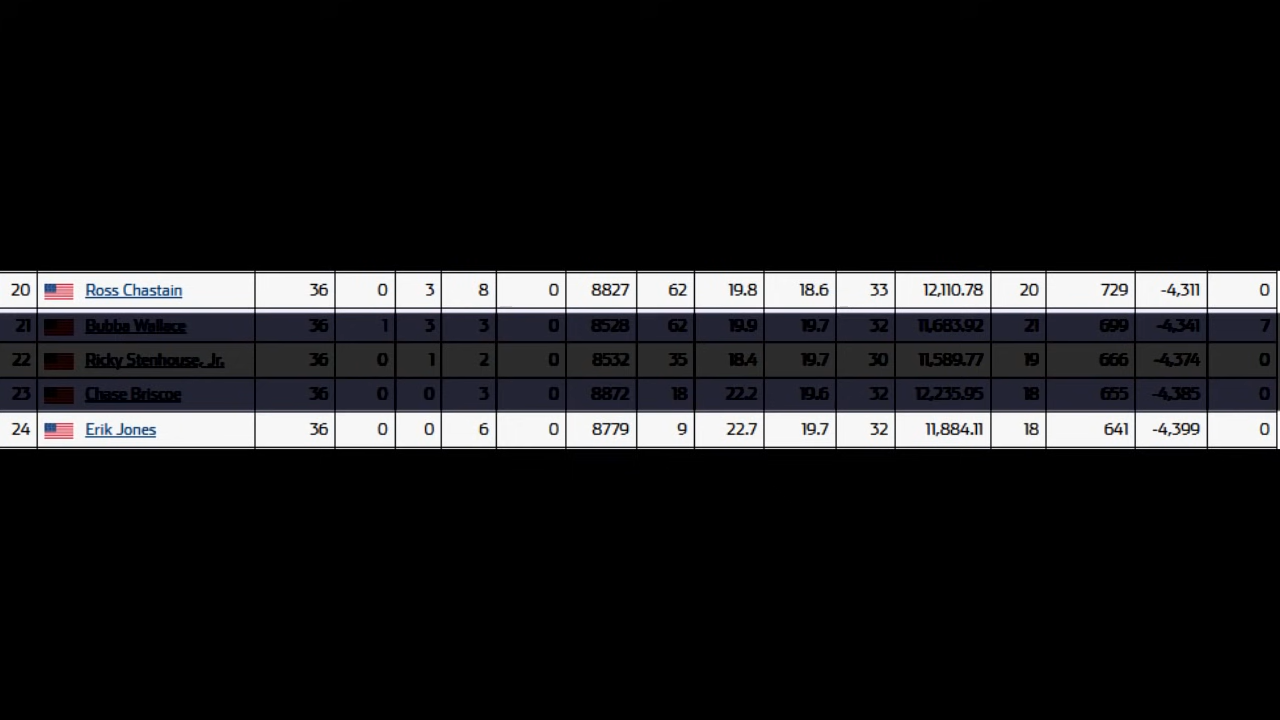 20 Ross Chastain 36 0 3 8 0 8827 62 19.8 18.6 33 12,110.78 20 729 -4,311 0
21 Bubba Wallace 36 1 3 3 0 8528 62 19.9 19.7 32 11,683.92 21 699 -4,341 7
22 Ricky Stenhouse, Jr. 36 0 1 2 0 8532 35 18.4 19.7 30 11,589.77 19 666 -4,374 0
23 Chase Briscoe 36 0 0 3 0 8872 18 22.2 19.6 32 12,235.95 18 655 -4,385 0
24 Erik Jones 36 0 0 6 0 8779 9 22.7 19.7 32 11,884.11 18 641 -4,399 0